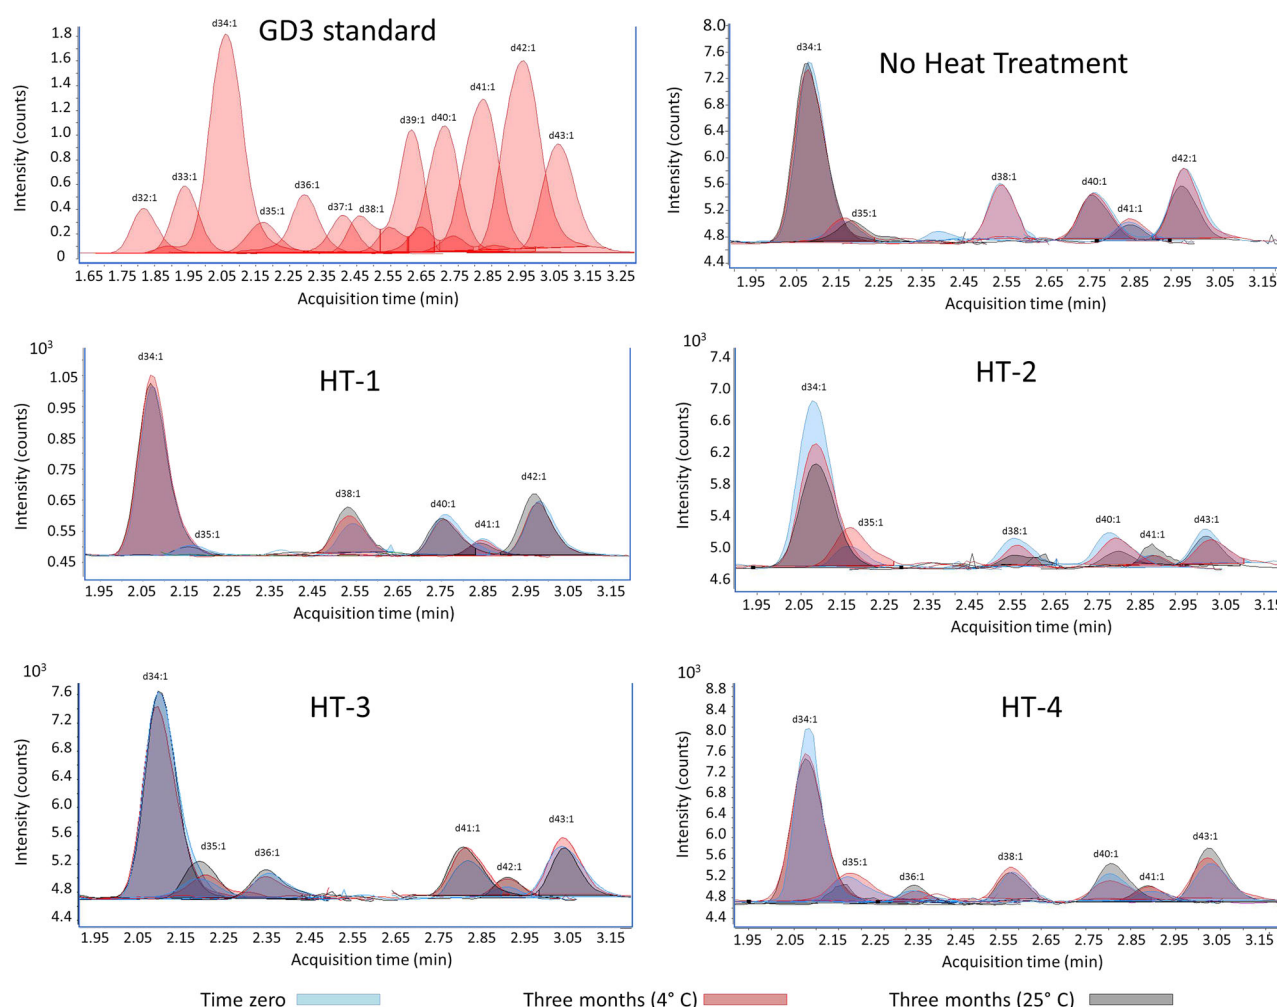 GD3 standard
Intensity (counts)
1.8
1.6
1.4
1.2
1.0
0.8
0.6
0.4
0.2
0
d32:1
d33:1
d34:1
d35:1
d36:1
d37:1
d38:1
d39:1
d40:1
d41:1
d42:1
d43:1
1.65 1.75 1.85 1.95 2.05 2.15 2.25 2.35 2.45 2.55 2.65 2.75 2.85 2.95 3.05 3.15 3.25
Acquisition time (min)
No Heat Treatment
Intensity (counts)
8.0
7.6
7.2
6.8
6.4
6.0
5.6
5.2
4.8
4.4
d34:1
d35:1
d38:1
d40:1
d41:1
d42:1
1.95 2.05 2.15 2.25 2.35 2.45 2.55 2.65 2.75 2.85 2.95 3.05 3.15
Acquisition time (min)
HT-1
10³
Intensity (counts)
1.05
0.95
0.85
0.75
0.65
0.55
0.45
d34:1
d35:1
d38:1
d40:1
d41:1
d42:1
1.95 2.05 2.15 2.25 2.35 2.45 2.55 2.65 2.75 2.85 2.95 3.05 3.15
Acquisition time (min)
HT-2
10³
Intensity (counts)
7.4
7.0
6.6
6.2
5.8
5.4
5.0
4.6
d34:1
d35:1
d38:1
d40:1
d41:1
d43:1
1.95 2.05 2.15 2.25 2.35 2.45 2.55 2.65 2.75 2.85 2.95 3.05 3.15
Acquisition time (min)
HT-3
10³
Intensity (counts)
7.6
7.2
6.4
6.0
5.6
5.2
4.8
4.4
d34:1
d35:1
d36:1
d41:1
d42:1
d43:1
1.95 2.05 2.15 2.25 2.35 2.45 2.55 2.65 2.75 2.85 2.95 3.05 3.15
Acquisition time (min)
HT-4
10³
Intensity (counts)
8.8
8.4
8.0
7.6
7.2
6.8
6.4
6.0
5.6
5.2
4.8
4.4
d34:1
d35:1
d36:1
d38:1
d40:1
d41:1
d43:1
1.95 2.05 2.15 2.25 2.35 2.45 2.55 2.65 2.75 2.85 2.95 3.05 3.15
Acquisition time (min)
Time zero
Three months (4° C)
Three months (25° C)